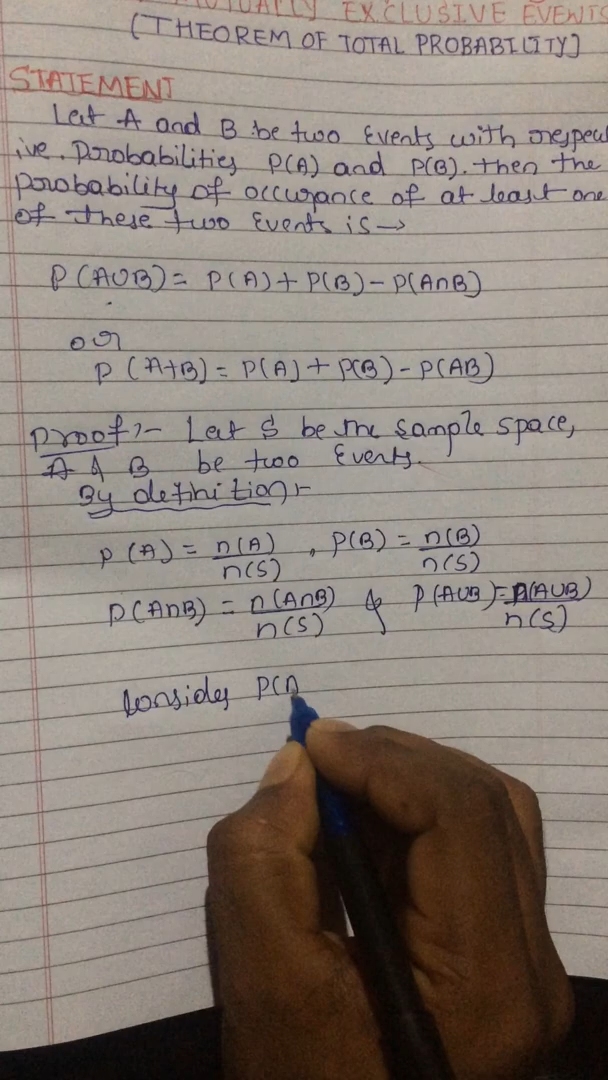 MUTUALLY EXCLUSIVE EVENTS
(THEOREM OF TOTAL PROBABILITY)
STATEMENT
Let A and B be two Events with respect
ive. Probabilities P(A) and P(B). then the
probability of occurance of at least one
of these two Events is →
P(A∪B) = P(A) + P(B) - P(A∩B)
or
P(A+B) = P(A) + P(B) - P(AB)
Proof:- Let S be the sample space,
A & B be two Events.
By definition:-
P(A) = n(A)/n(S) , P(B) = n(B)/n(S)
P(A∩B) = n(A∩B)/n(S) & P(A∪B) = n(A∪B)/n(S)
Consider P(A